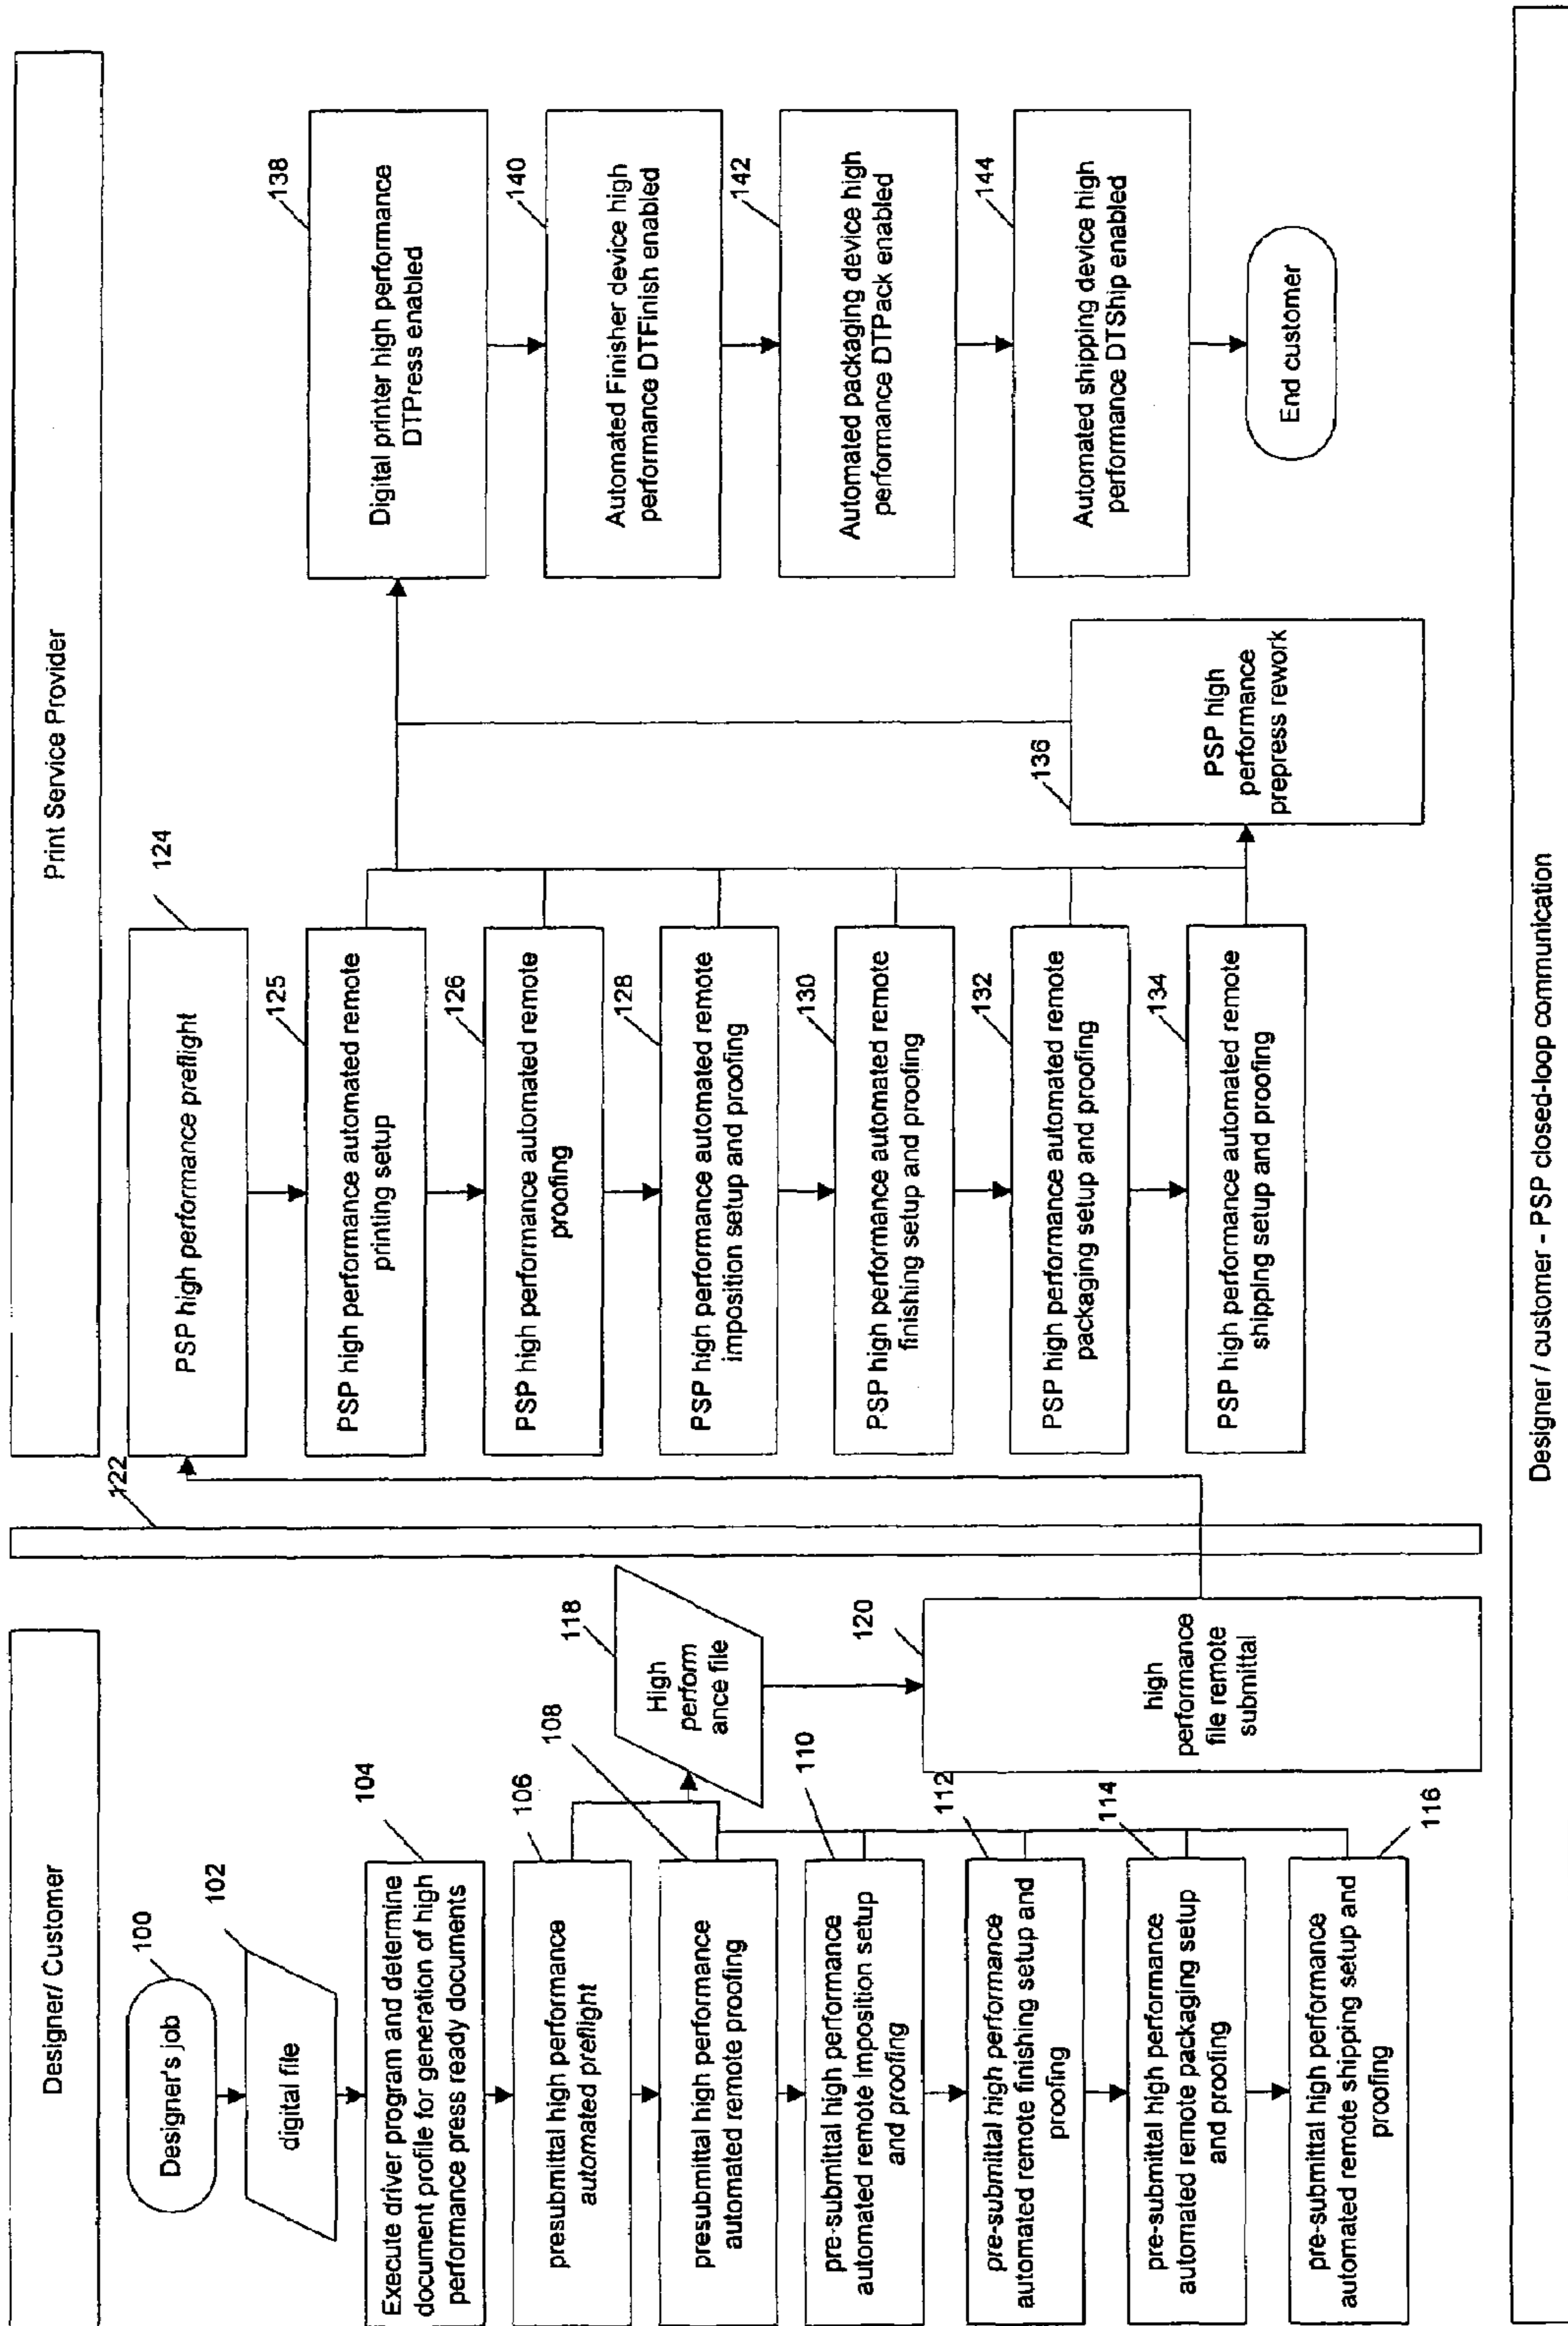 Designer/ Customer
100
Designer's job
102
digital file
104
Execute driver program and determine
document profile for generation of high
performance press ready documents
106
presubmittal high performance
automated preflight
108
presubmittal high performance
automated remote proofing
110
pre-submittal high performance
automated remote imposition setup
and proofing
112
pre-submittal high performance
automated remote finishing setup and
proofing
114
pre-submittal high performance
automated remote packaging setup
and proofing
116
pre-submittal high performance
automated remote shipping setup and
proofing
118
High
perform
ance file
120
high
performance
file remote
submittal
122
Print Service Provider
124
PSP high performance preflight
125
PSP high performance automated remote
printing setup
126
PSP high performance automated remote
proofing
128
PSP high performance automated remote
imposition setup and proofing
130
PSP high performance automated remote
finishing setup and proofing
132
PSP high performance automated remote
packaging setup and proofing
134
PSP high performance automated remote
shipping setup and proofing
136
PSP high
performance
prepress rework
138
Digital printer high performance
DTPress enabled
140
Automated Finisher device high
performance DTFinish enabled
142
Automated packaging device high
performance DTPack enabled
144
Automated shipping device high
performance DTShip enabled
End customer
Designer / customer - PSP closed-loop communication